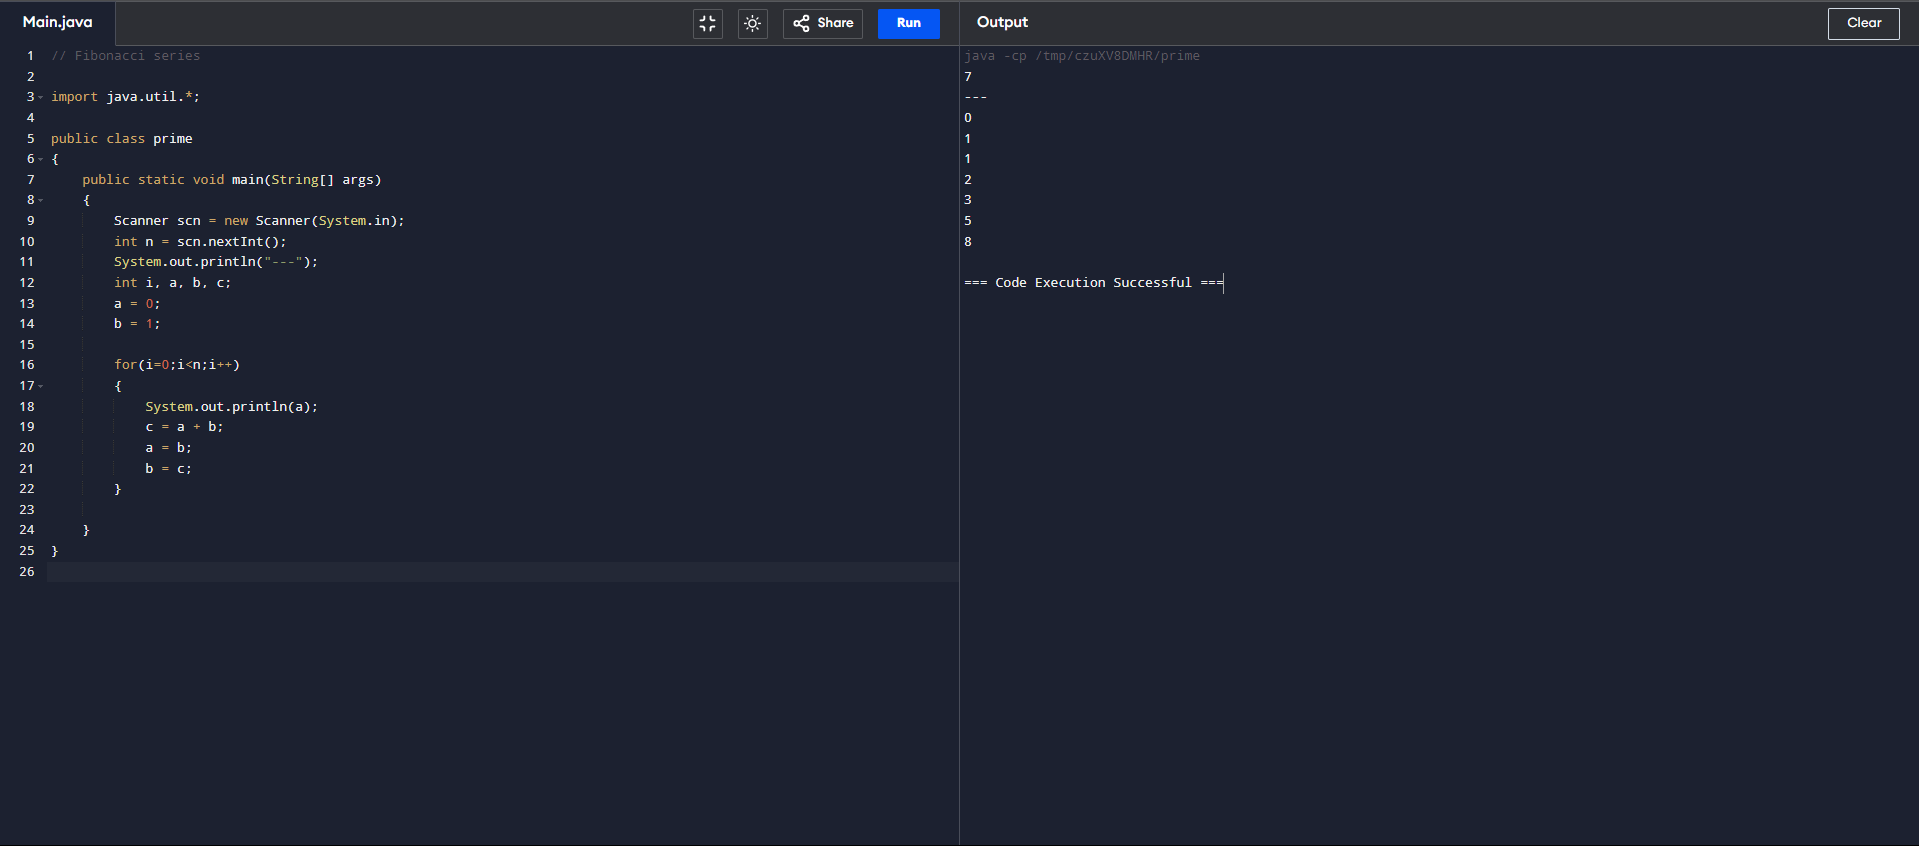 Main.java
Share
Run
Output
Clear
1 // Fibonacci series
2
3 import java.util.*;
4
5 public class prime
6 {
7     public static void main(String[] args)
8     {
9         Scanner scn = new Scanner(System.in);
10         int n = scn.nextInt();
11         System.out.println("---");
12         int i, a, b, c;
13         a = 0;
14         b = 1;
15
16         for(i=0;i<n;i++)
17         {
18             System.out.println(a);
19             c = a + b;
20             a = b;
21             b = c;
22         }
23
24     }
25 }
26
java -cp /tmp/czuXV8DMHR/prime
7
---
0
1
1
2
3
5
8
=== Code Execution Successful ===